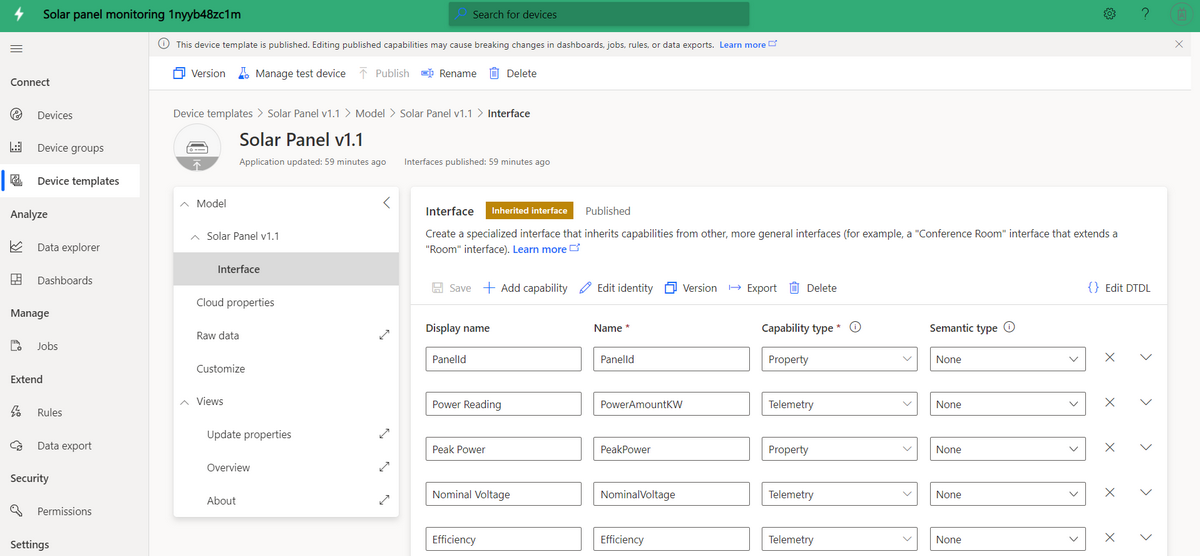 Solar panel monitoring 1nyyb48zc1m
Search for devices
?
This device template is published. Editing published capabilities may cause breaking changes in dashboards, jobs, rules, or data exports. Learn more
Version Manage test device Publish Rename Delete
Connect
Devices
Device groups
Device templates
Analyze
Data explorer
Dashboards
Manage
Jobs
Extend
Rules
Data export
Security
Permissions
Settings
Device templates > Solar Panel v1.1 > Model > Solar Panel v1.1 > Interface
Solar Panel v1.1
Application updated: 59 minutes ago Interfaces published: 59 minutes ago
Model
Solar Panel v1.1
Interface
Cloud properties
Raw data
Customize
Views
Update properties
Overview
About
Interface Inherited interface Published
Create a specialized interface that inherits capabilities from other, more general interfaces (for example, a "Conference Room" interface that extends a
"Room" interface). Learn more
Save Add capability Edit identity Version Export Delete {} Edit DTDL
Display name Name * Capability type * Semantic type
PanelId PanelId Property None
Power Reading PowerAmountKW Telemetry None
Peak Power PeakPower Property None
Nominal Voltage NominalVoltage Telemetry None
Efficiency Efficiency Telemetry None